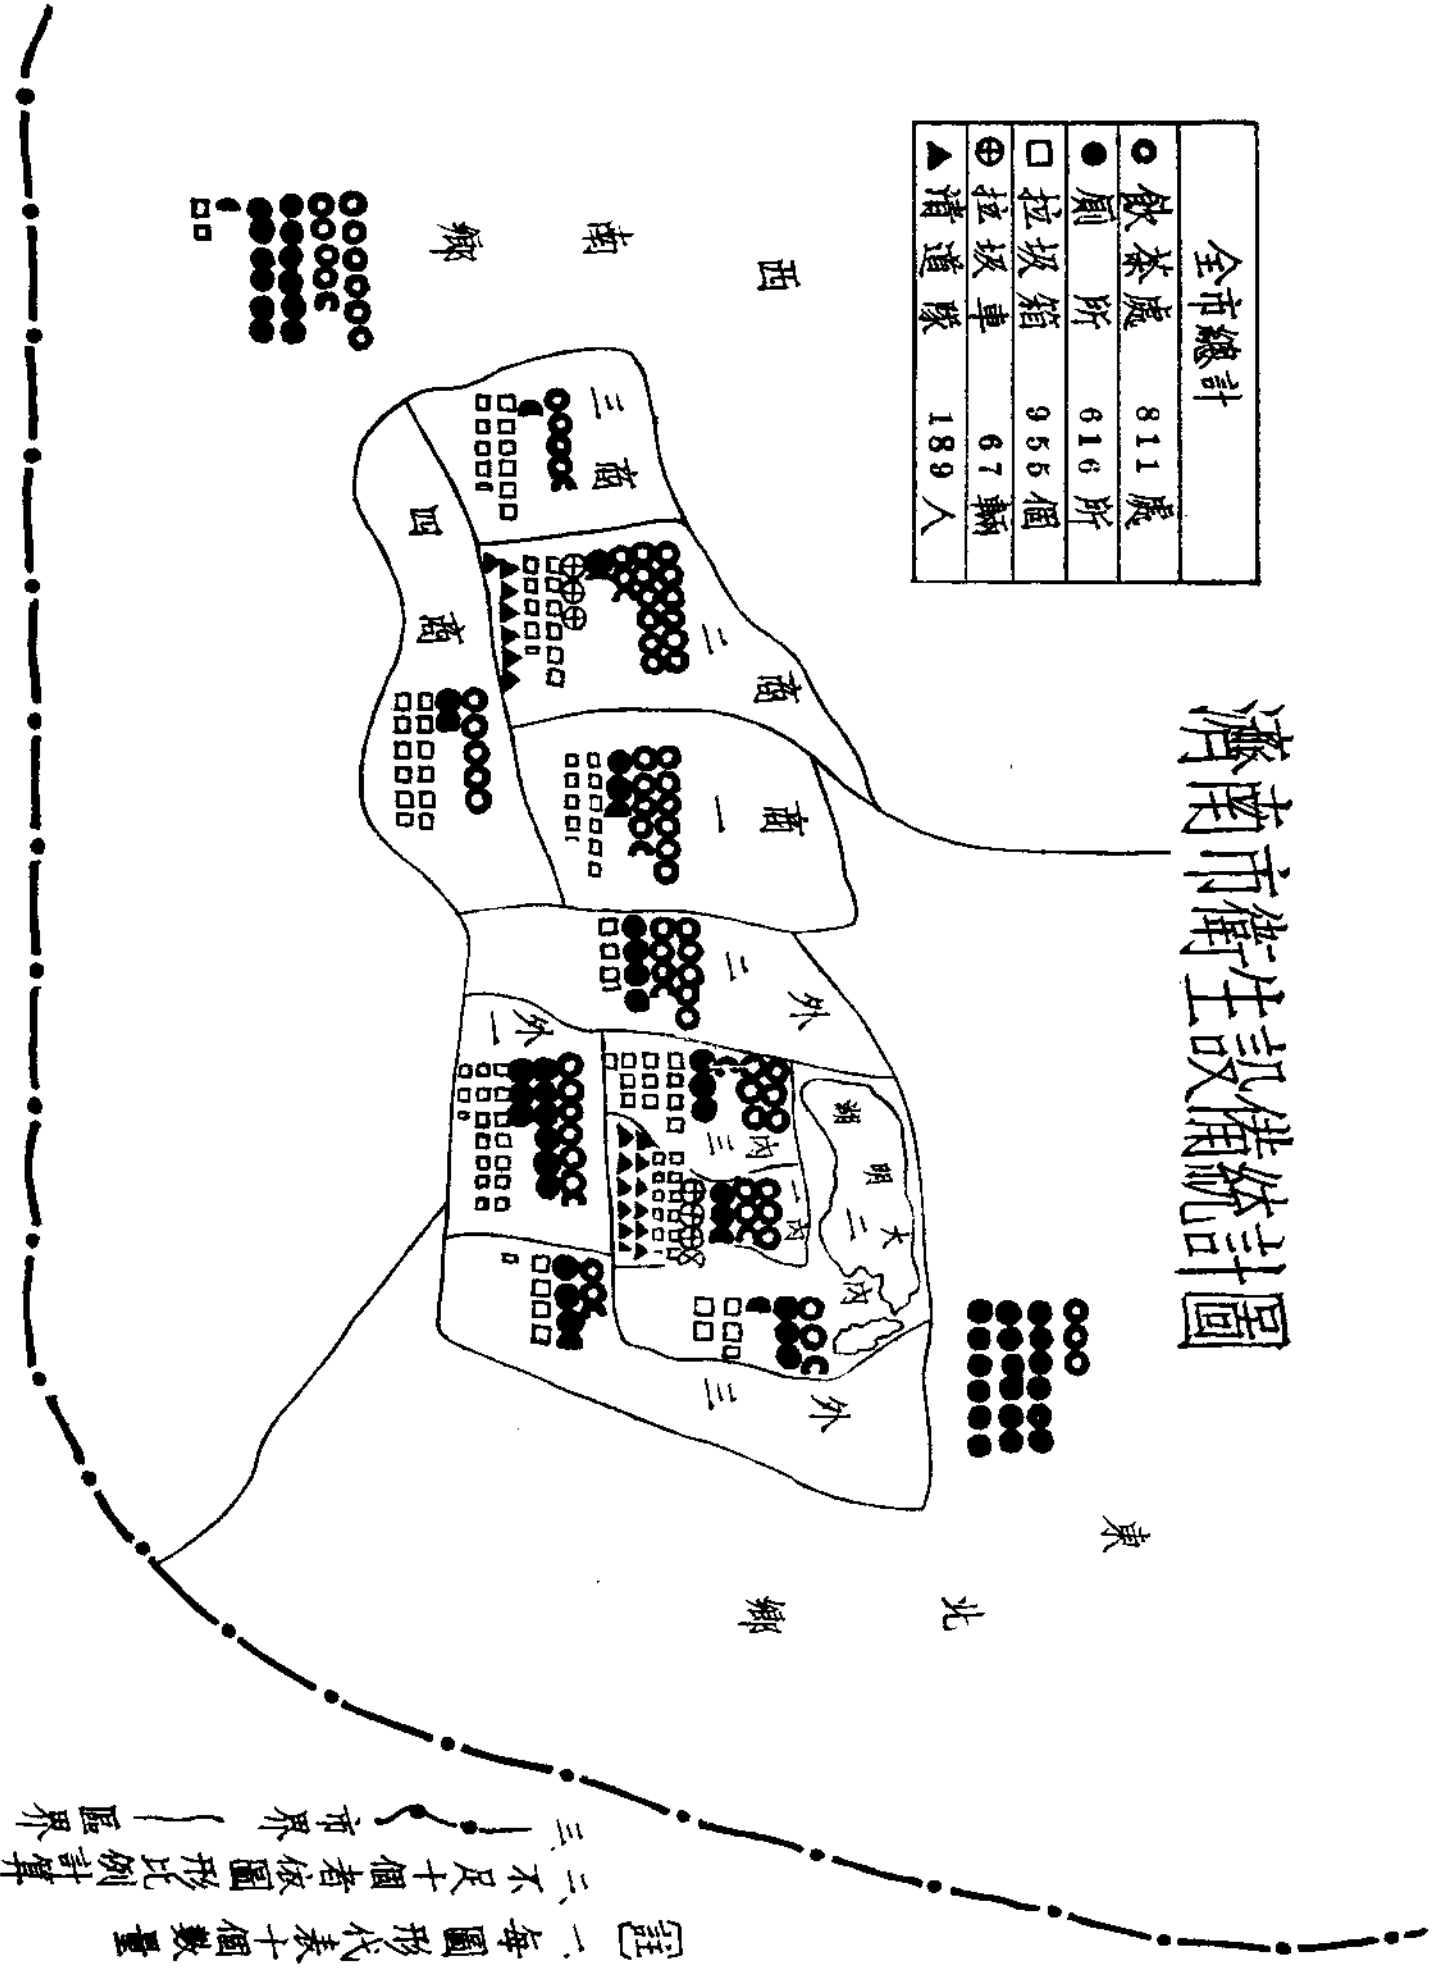 濟南市衛生設備統計圖
全市總計
飲茶處 811處
廁所 616所
垃圾箱 955個
垃圾車 67輛
清道隊 189人
西南鄉
東北鄉
商三
商二
商一
商四
外二
外一
外三
內三
內一
內二
大明湖
〔註〕一、每圖形代表十個數量
二、不足十個者依圖形比例計算
三、市界 區界